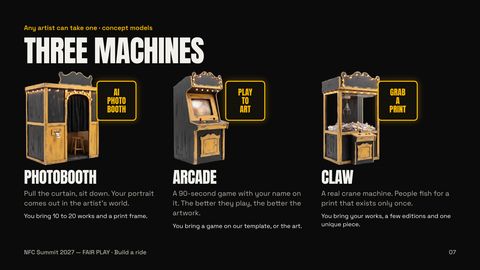 Any artist can take one · concept models
THREE MACHINES
AI
PHOTO
BOOTH
PLAY
TO
ART
GRAB
A
PRINT
PHOTOBOOTH
Pull the curtain, sit down. Your portrait
comes out in the artist's world.
You bring 10 to 20 works and a print frame,
ARCADE
A 90-second game with your name on
it. The better they play, the better the
artwork.
You bring a game on our template, or the art.
CLAW
A real crane machine. People fish for a
print that exists only once.
You bring your works, a few editions and one
unique piece.
NFC Summit 2027 — FAIR PLAY · Build a ride
07